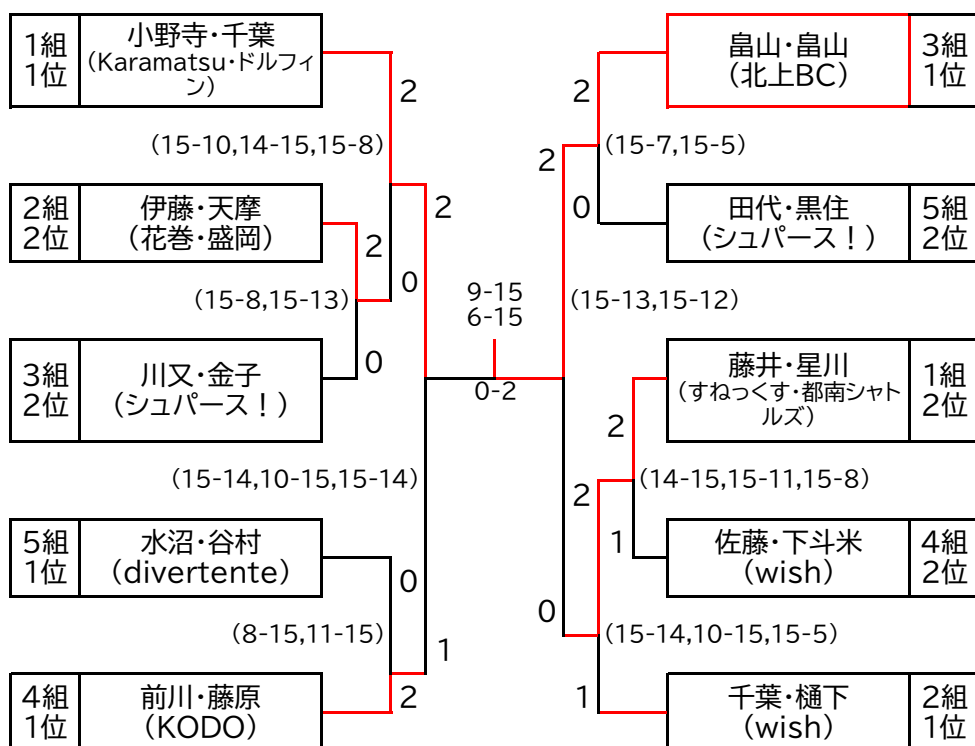 1組
1位
小野寺・千葉
(Karamatsu・ドルフィ
ン)
2
(15-10,14-15,15-8)
2組
2位
伊藤・天摩
(花巻・盛岡)
2
2
0
(15-8,15-13)
0
3組
2位
川又・金子
(シュパース！)
(15-14,10-15,15-14)
5組
1位
水沼・谷村
(divertente)
0
(8-15,11-15)
1
4組
1位
前川・藤原
(KODO)
2
9-15
6-15
0-2
畠山・畠山
(北上BC)
3組
1位
2
2
(15-7,15-5)
0
田代・黒住
(シュパース！)
5組
2位
(15-13,15-12)
藤井・星川
(すねっくす・都南シャト
ルズ)
1組
2位
2
2
(14-15,15-11,15-8)
1
佐藤・下斗米
(wish)
4組
2位
0
(15-14,10-15,15-5)
1
千葉・樋下
(wish)
2組
1位